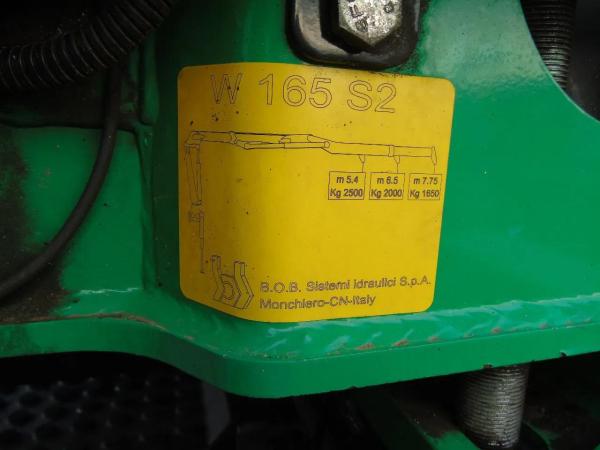 W 165 S2
m 5.4 m 6.5 m 7.75
Kg 2500 Kg 2000 Kg 1650
B.O.B. Sistemi Idraulici S.p.A.
Monchiero-CN-Italy